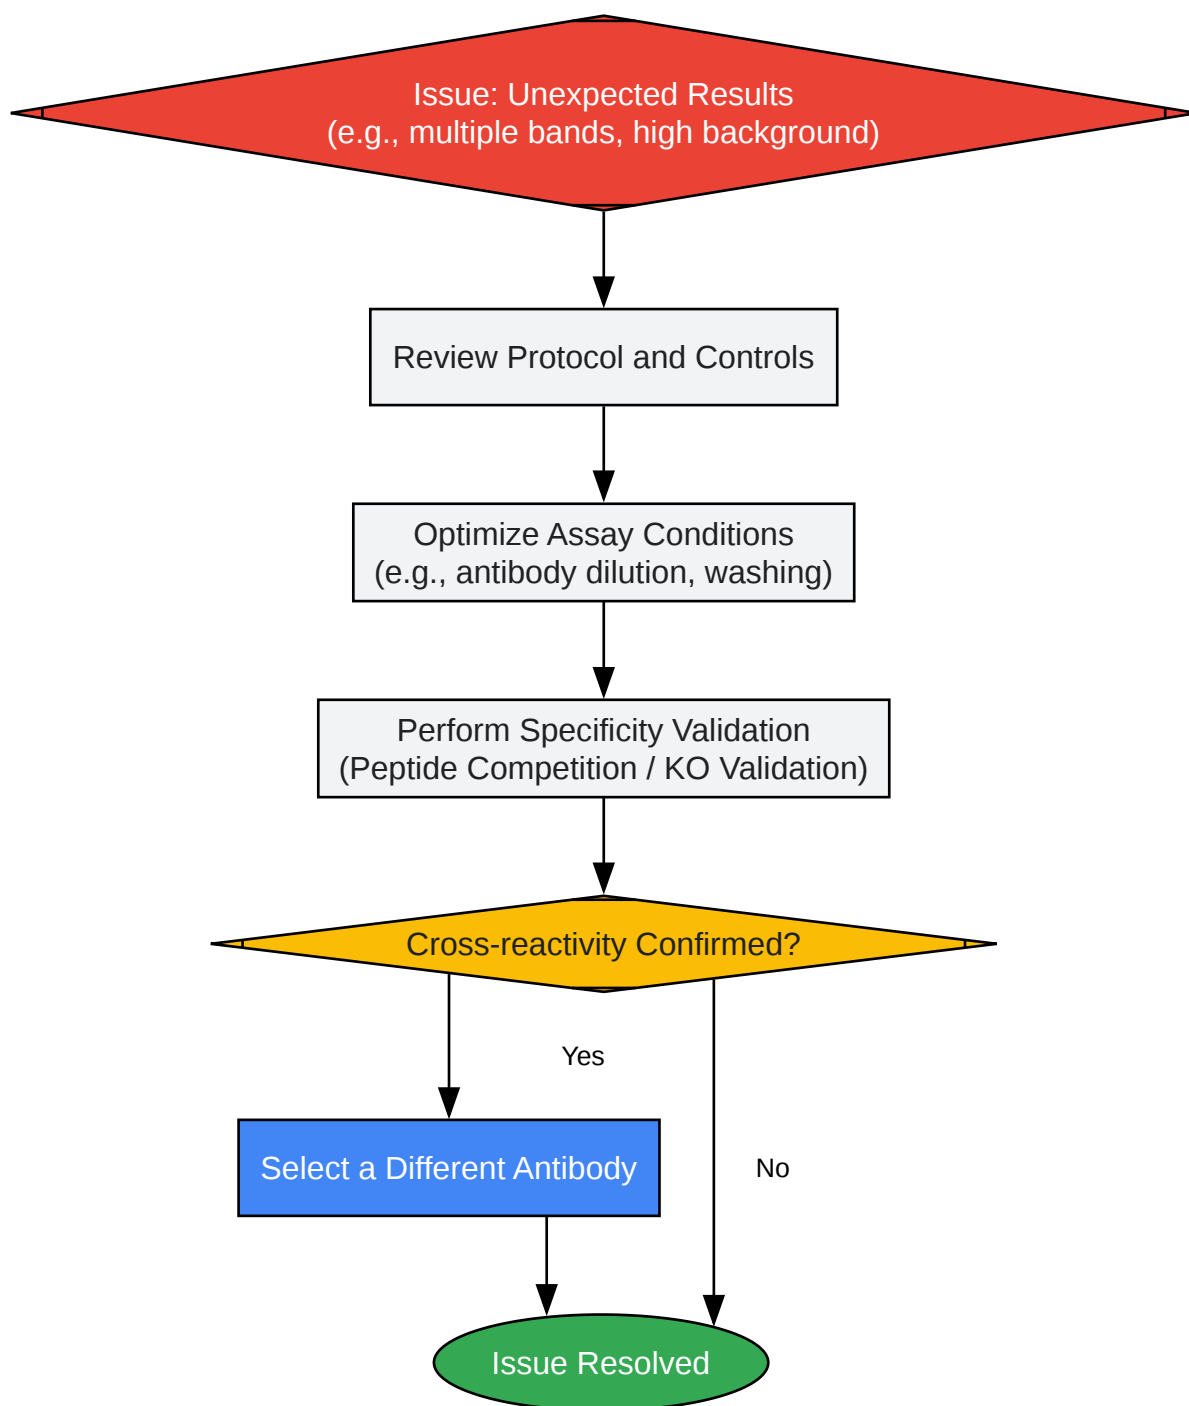 Issue: Unexpected Results
(e.g., multiple bands, high background)
Review Protocol and Controls
Optimize Assay Conditions
(e.g., antibody dilution, washing)
Perform Specificity Validation
(Peptide Competition / KO Validation)
Cross-reactivity Confirmed?
Yes
Select a Different Antibody
No
Issue Resolved